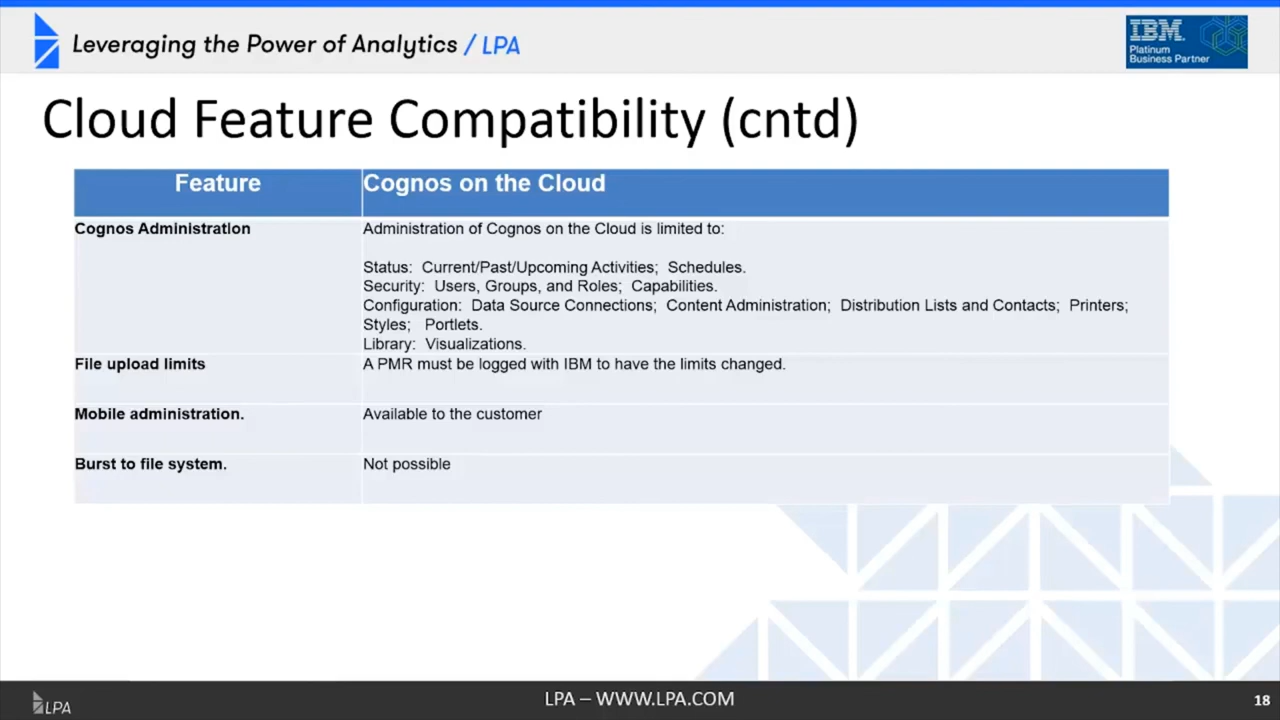 Leveraging the Power of Analytics / LPA
IBM
Platinum
Business Partner
Cloud Feature Compatibility (cntd)
Feature
Cognos on the Cloud
Cognos Administration
Administration of Cognos on the Cloud is limited to:
Status: Current/Past/Upcoming Activities; Schedules.
Security: Users, Groups, and Roles; Capabilities.
Configuration: Data Source Connections; Content Administration; Distribution Lists and Contacts; Printers;
Styles; Portlets.
Library: Visualizations.
File upload limits
A PMR must be logged with IBM to have the limits changed.
Mobile administration.
Available to the customer
Burst to file system.
Not possible
LPA
LPA – WWW.LPA.COM
18